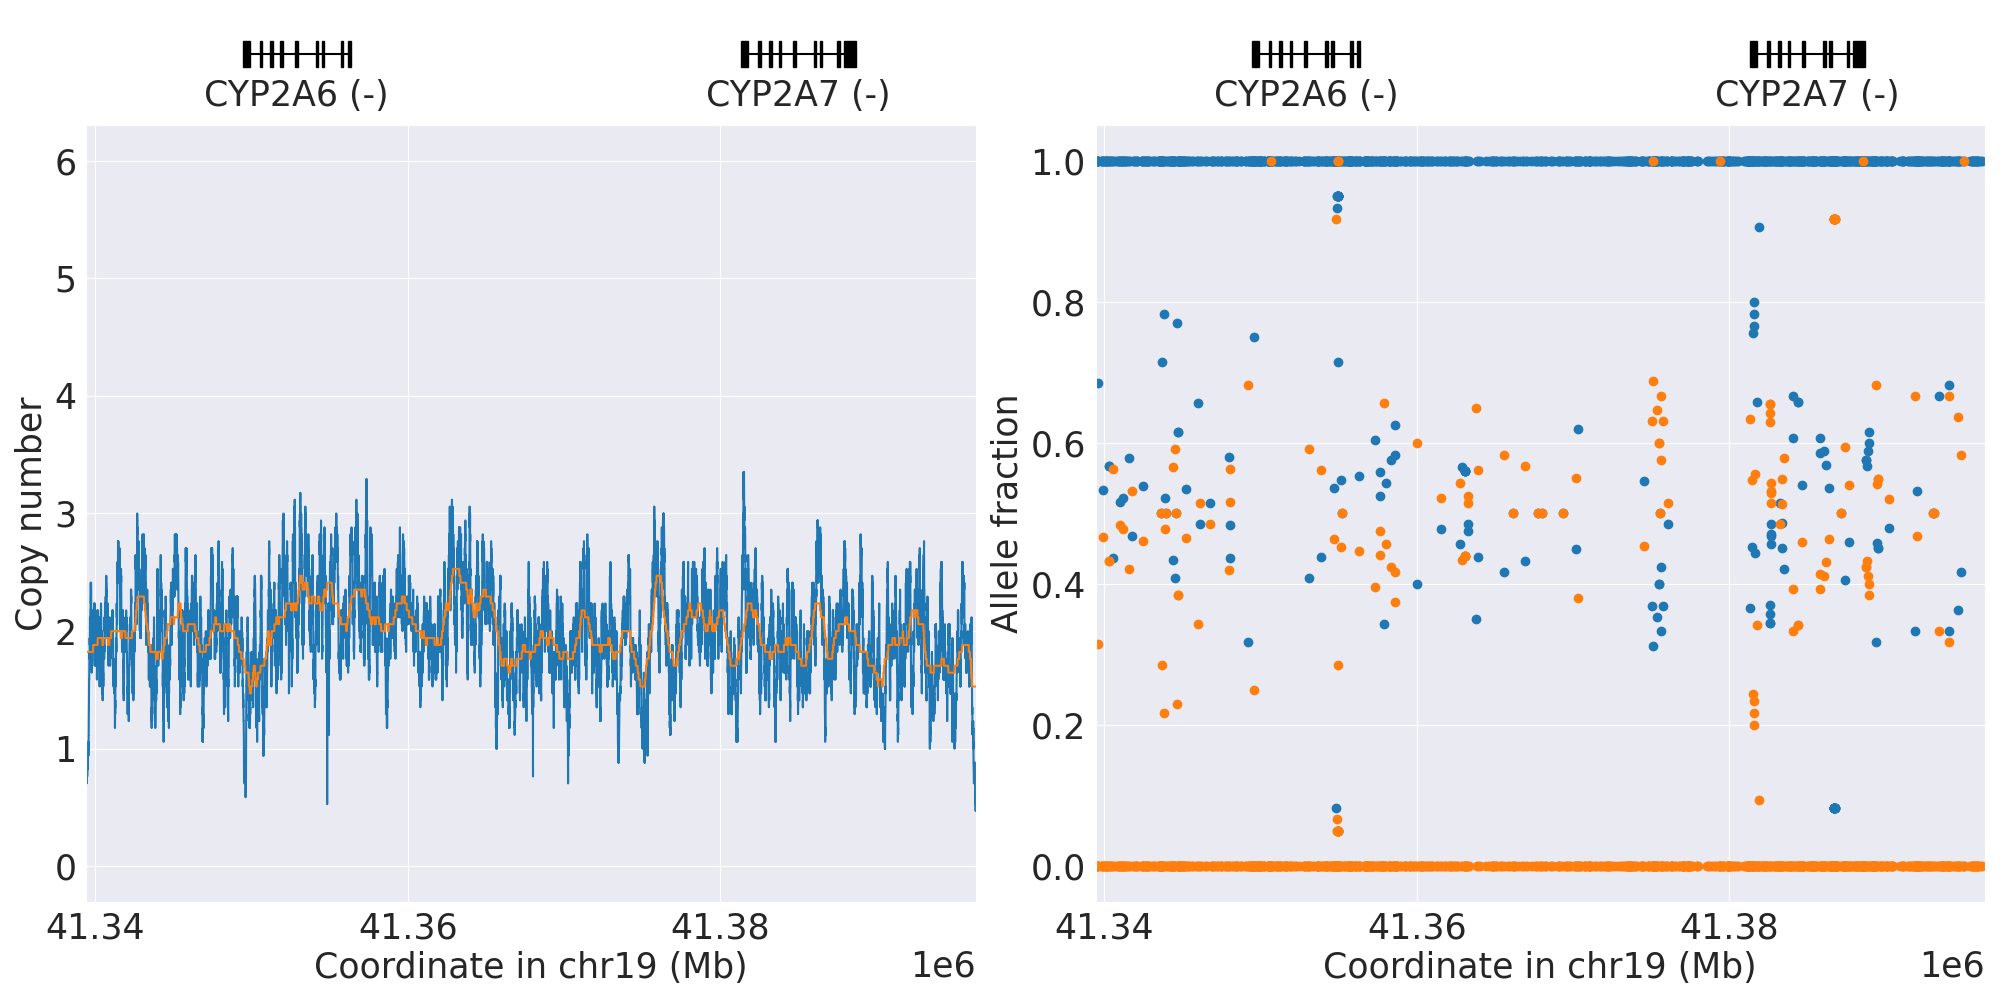 CYP2A6 (-)
CYP2A7 (-)
CYP2A6 (-)
CYP2A7 (-)
6
5
4
3
2
1
0
Copy number
41.34
41.36
41.38
Coordinate in chr19 (Mb)
1e6
1.0
0.8
0.6
0.4
0.2
0.0
Allele fraction
41.34
41.36
41.38
Coordinate in chr19 (Mb)
1e6